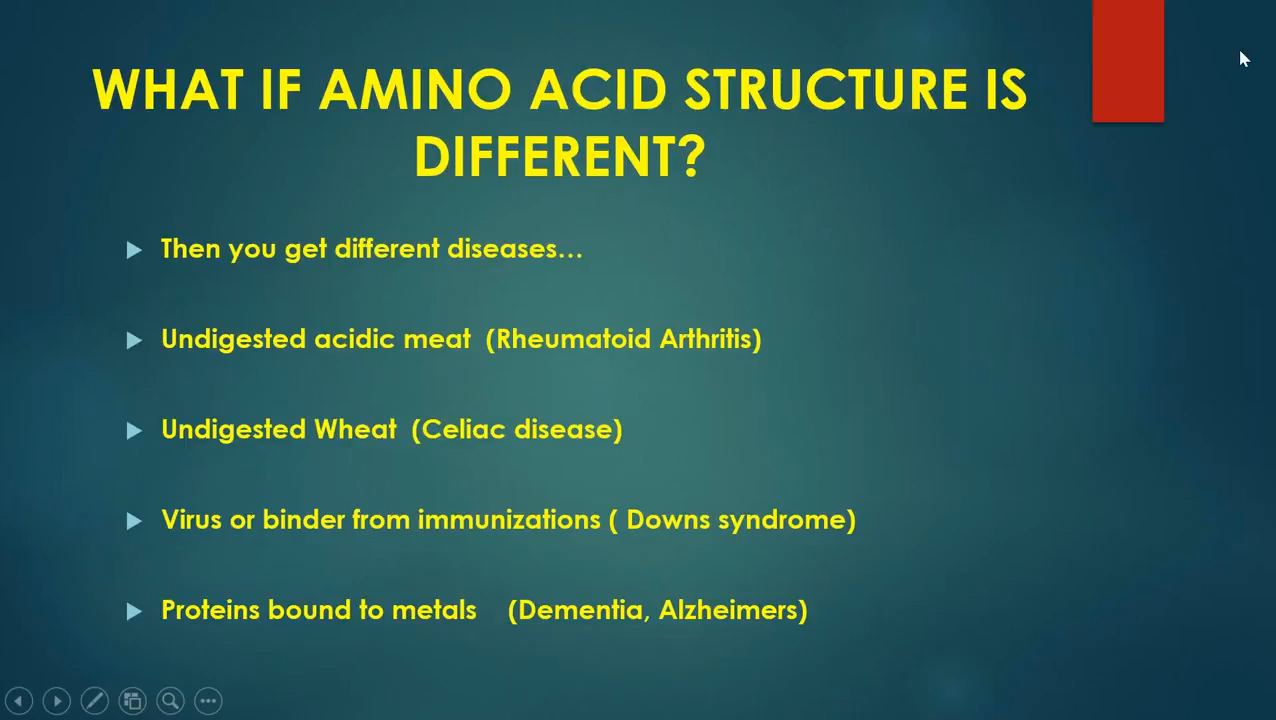 WHAT IF AMINO ACID STRUCTURE IS
DIFFERENT?
Then you get different diseases…
Undigested acidic meat (Rheumatoid Arthritis)
Undigested Wheat (Celiac disease)
Virus or binder from immunizations ( Downs syndrome)
Proteins bound to metals (Dementia, Alzheimers)